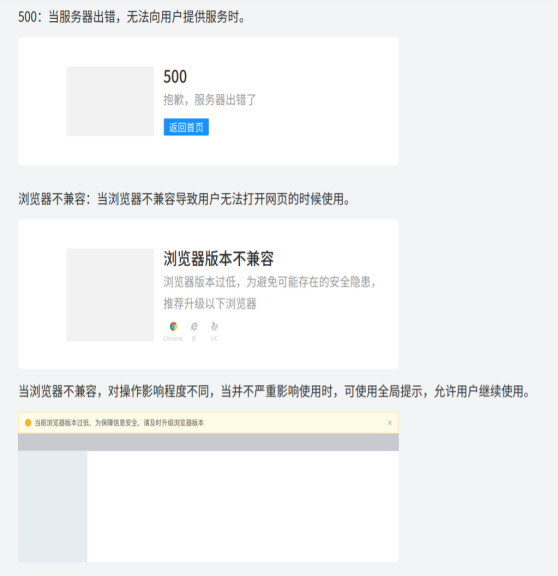 500：当服务器出错，无法向用户提供服务时。
500
抱歉，服务器出错了
返回首页
浏览器不兼容：当浏览器不兼容导致用户无法打开网页的时候使用。
浏览器版本不兼容
浏览器版本过低，为避免可能存在的安全隐患，
推荐升级以下浏览器
Chrome IE UC
当浏览器不兼容，对操作影响程度不同，当并不严重影响使用时，可使用全局提示，允许用户继续使用。
当前浏览器版本过低，为保障信息安全，请及时升级浏览器版本